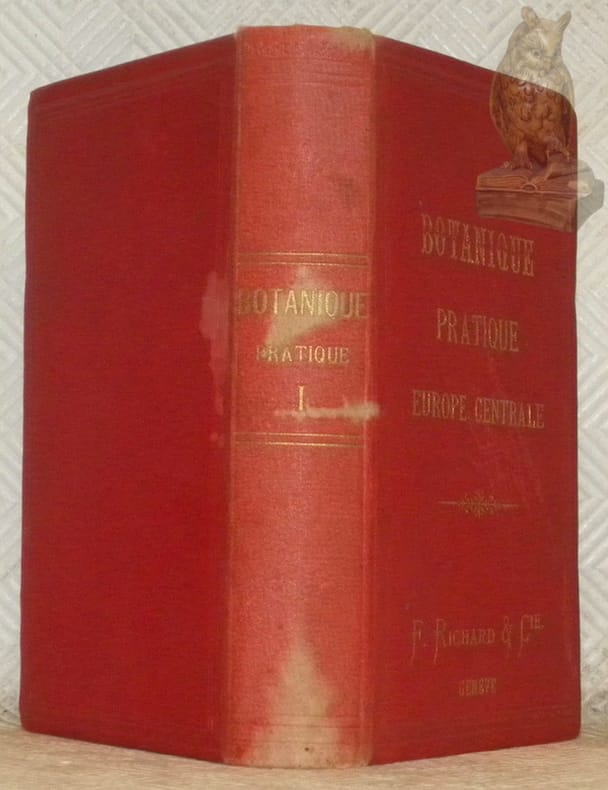 BOTANIQUE
PRATIQUE
I
BOTANIQUE
PRATIQUE
EUROPE CENTRALE
F. RICHARD & CIE.
GENÈVE